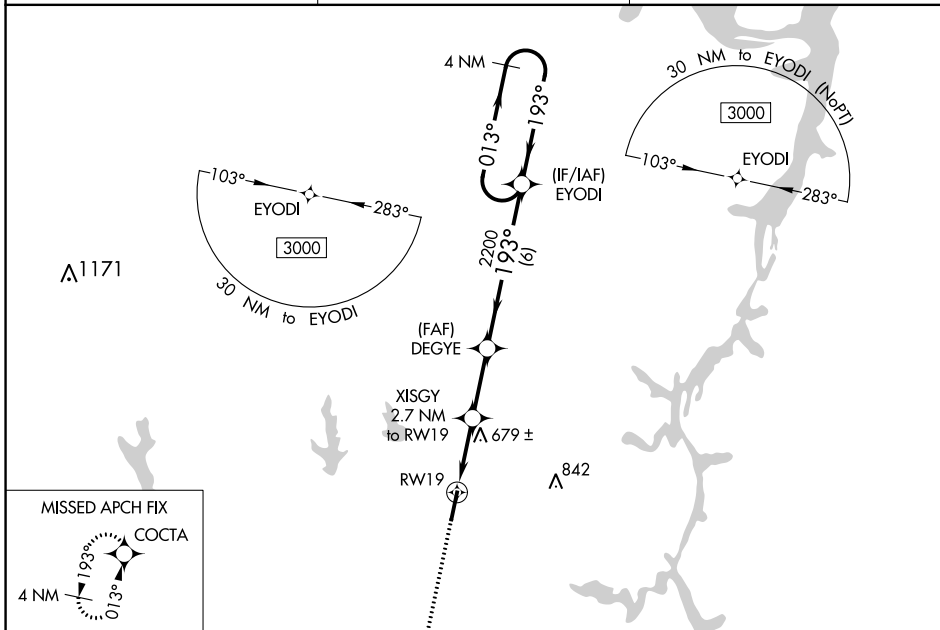 4 NM
013°
193°
(IF/IAF)
EYODI
30 NM to EYODI (NoPT)
3000
103°
EYODI
283°
103°
EYODI
283°
3000
30 NM to EYODI
1171
2200
193°
(6)
(FAF)
DEGYE
XISGY
2.7 NM
to RW19
679 ±
RW19
842
MISSED APCH FIX
COCTA
193°
4 NM
013°